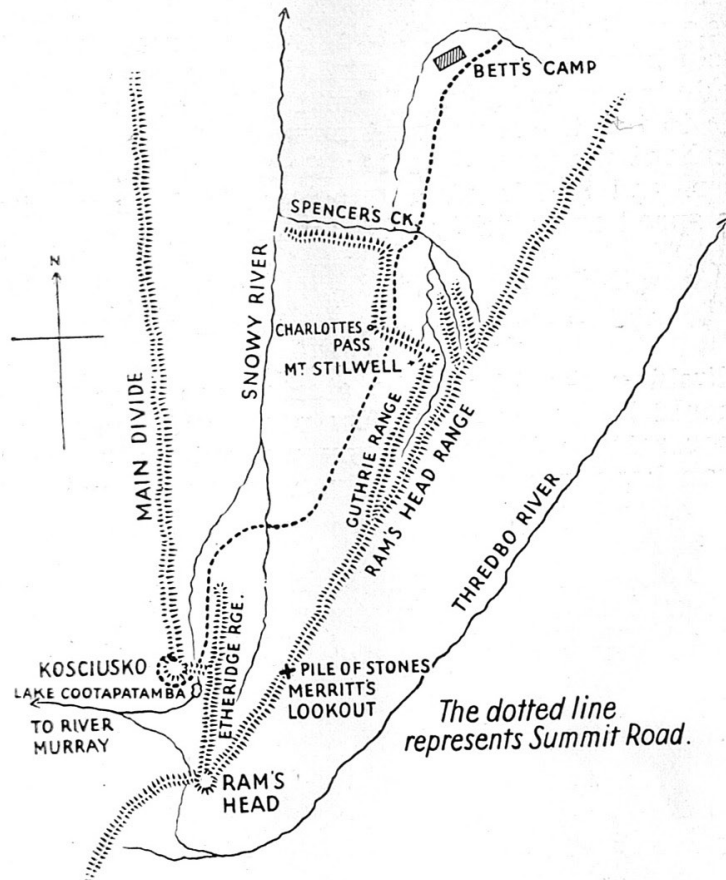 BETT'S CAMP
SPENCER'S CK.
N
SNOWY RIVER
CHARLOTTES
PASS
MT STILWELL
MAIN DIVIDE
GUTHRIE RANGE
RAM'S HEAD RANGE
THREDBO RIVER
ETHERIDGE RGE.
KOSCIUSKO
LAKE COOTAPATAMBA
TO RIVER
MURRAY
PILE OF STONES
MERRITT'S
LOOKOUT
The dotted line
represents Summit Road.
RAM'S
HEAD